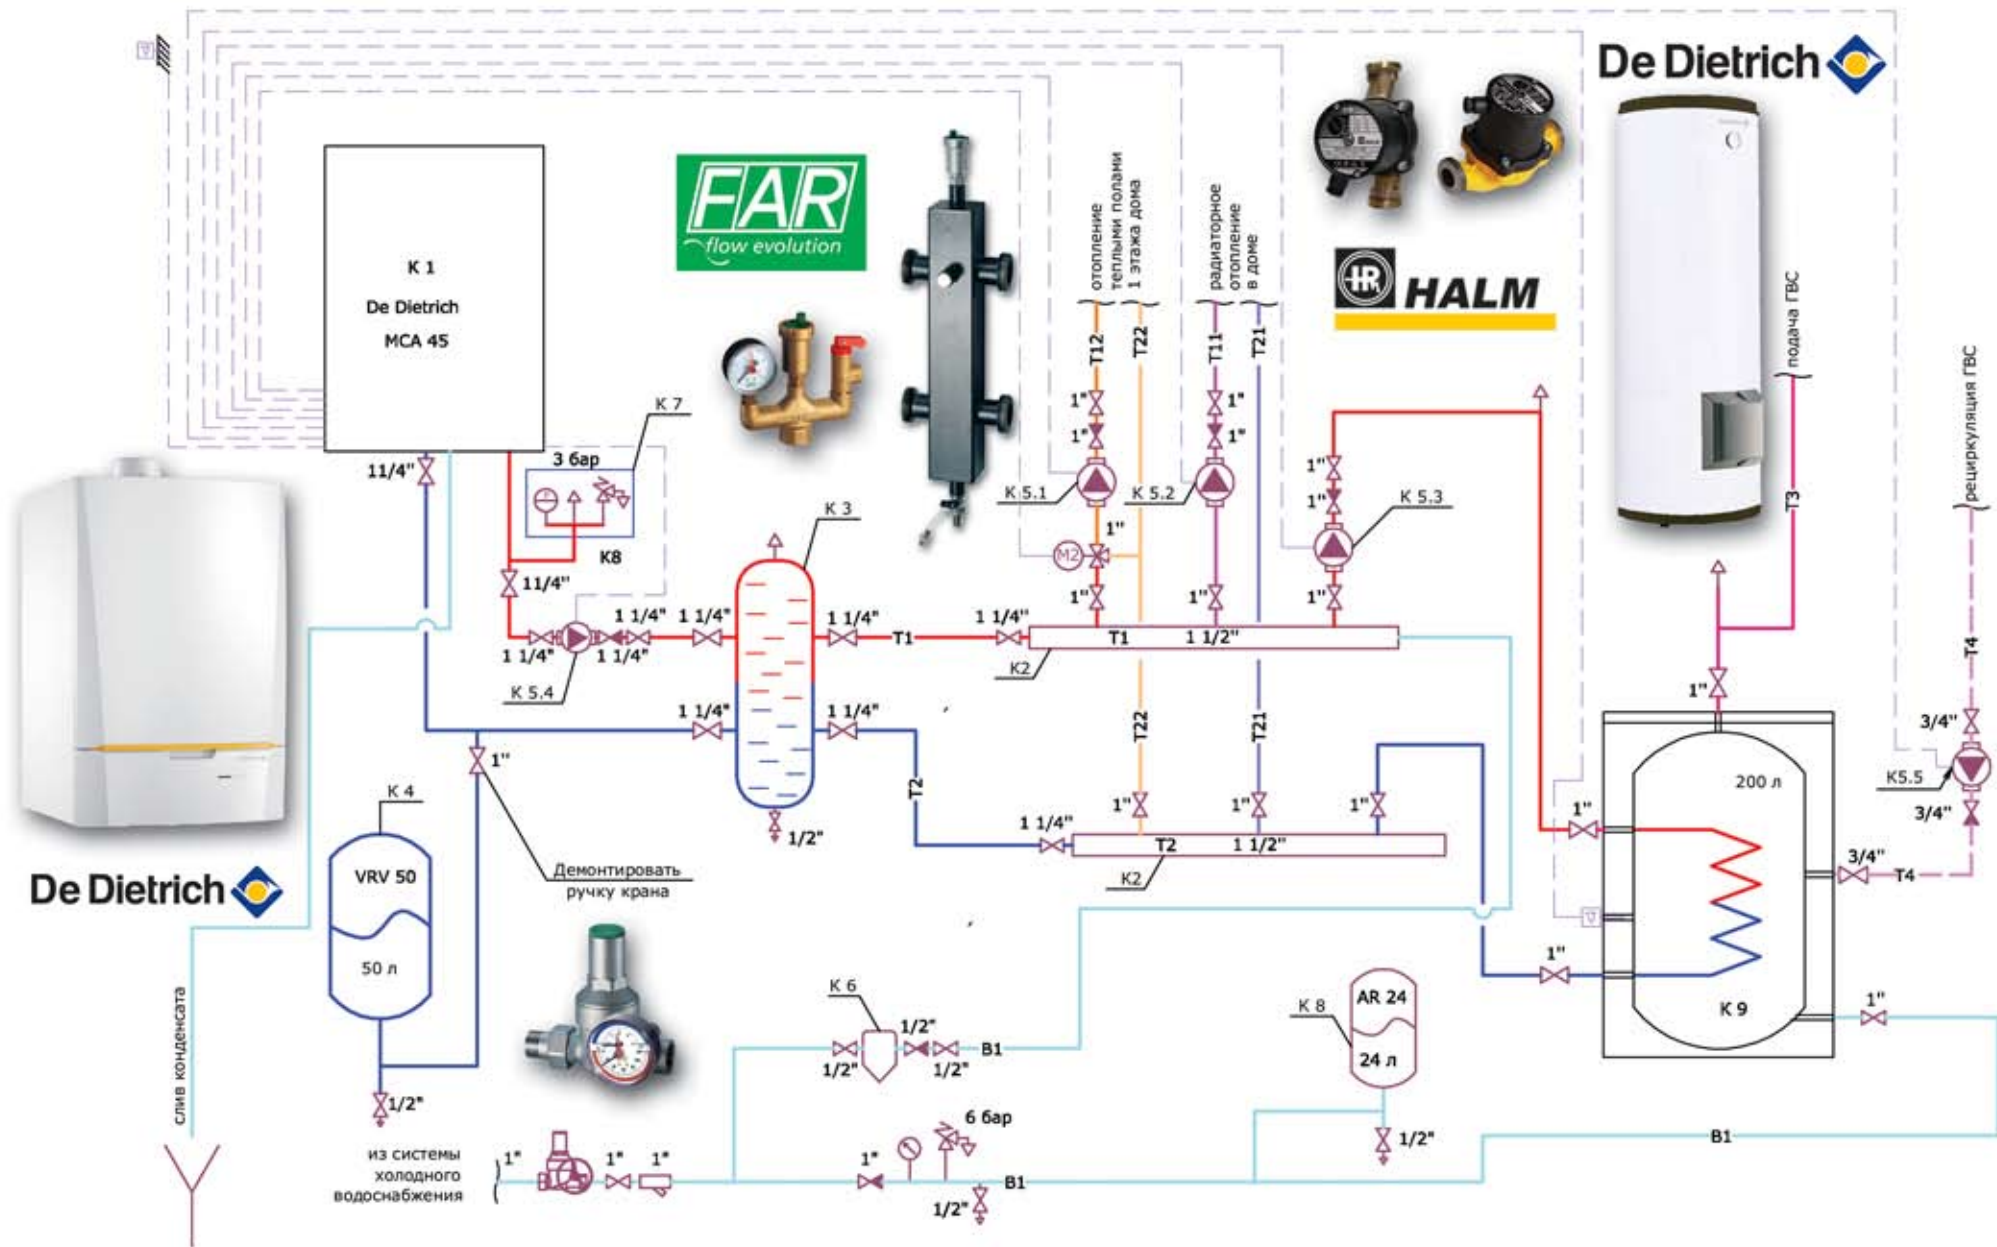 De Dietrich
K 1
De Dietrich
MCA 45
FAR
flow evolution
отопление
теплыми полами
1 этажа дома
радиаторное
отопление
в доме
HR
HALM
подача ГВС
рециркуляция ГВС
T12
T22
T11
T21
T3
K 7
3 бар
11/4"
K8
11/4"
K 3
1"
1"
1"
1"
1"
1"
K 5.1
K 5.2
K 5.3
M2
1"
1"
1"
1"
1 1/4"
1 1/4"
1 1/4"
1 1/4"
1 1/4"
1 1/4"
T1
1 1/4"
T1
1 1/2"
K2
K 5.4
1"
T4
3/4"
1 1/4"
1 1/4"
T22
T21
1"
K 4
T2
1/2"
1 1/4"
1"
1"
1"
T2
1 1/2"
K2
200 л
K5.5
3/4"
1"
3/4"
T4
De Dietrich
VRV 50
50 л
Демонтировать
ручку крана
1"
K 9
1"
слив конденсата
K 6
1/2"
1/2"
1/2"
B1
K 8
AR 24
24 л
1/2"
1/2"
6 бар
B1
из системы
холодного
водоснабжения
1"
1"
1"
1"
1/2"
B1